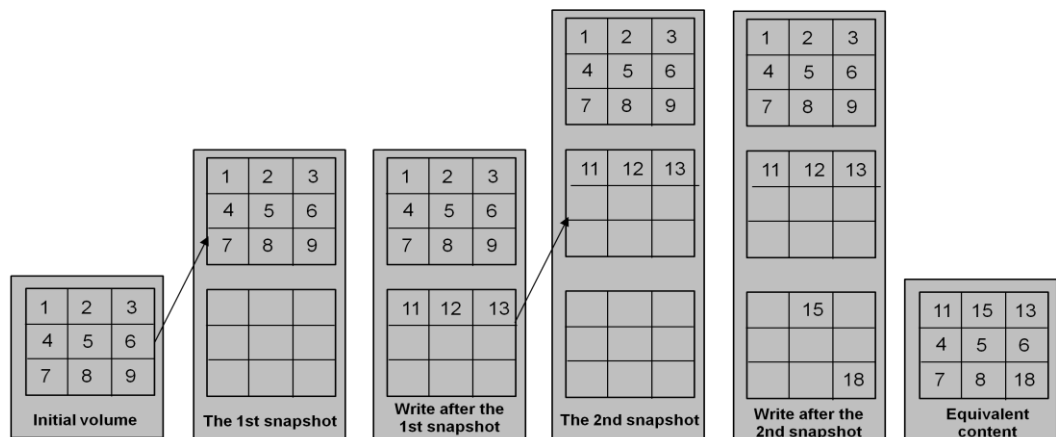 1 2 3
4 5 6
7 8 9
Initial volume
1 2 3
4 5 6
7 8 9
The 1st snapshot
1 2 3
4 5 6
7 8 9
11 12 13
Write after the
1st snapshot
1 2 3
4 5 6
7 8 9
11 12 13
The 2nd snapshot
1 2 3
4 5 6
7 8 9
11 12 13
15
18
Write after the
2nd snapshot
11 15 13
4 5 6
7 8 18
Equivalent
content